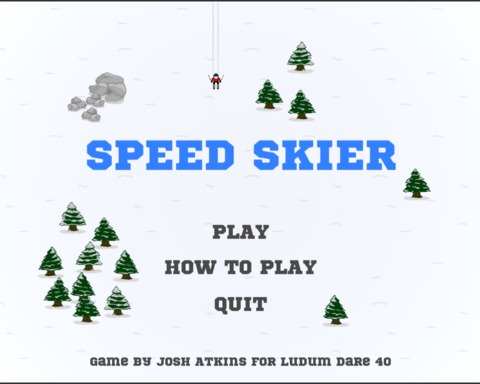 SPEED SKIER
PLAY
HOW TO PLAY
QUIT
Game by Josh Atkins for Ludum Dare 40